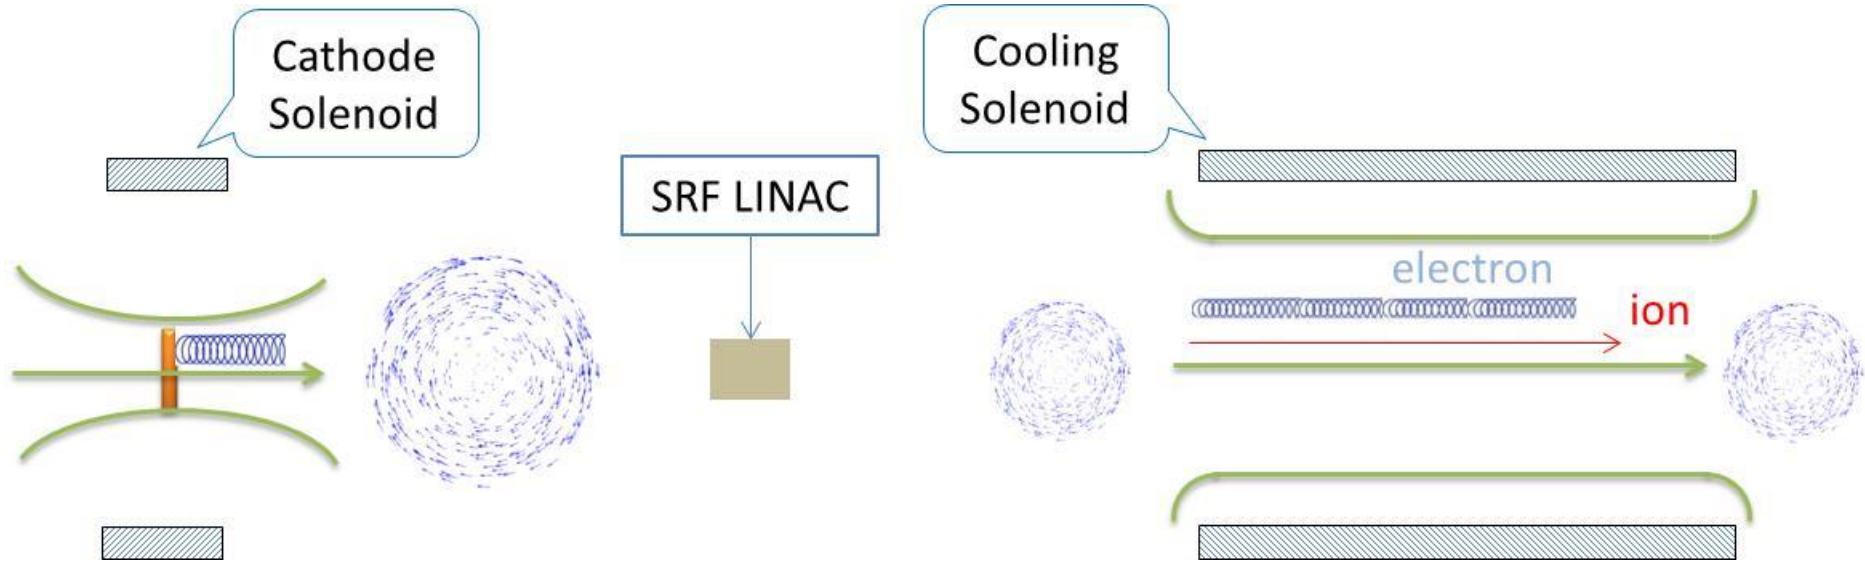 Cathode
Solenoid
SRF LINAC
Cooling
Solenoid
electron
ion